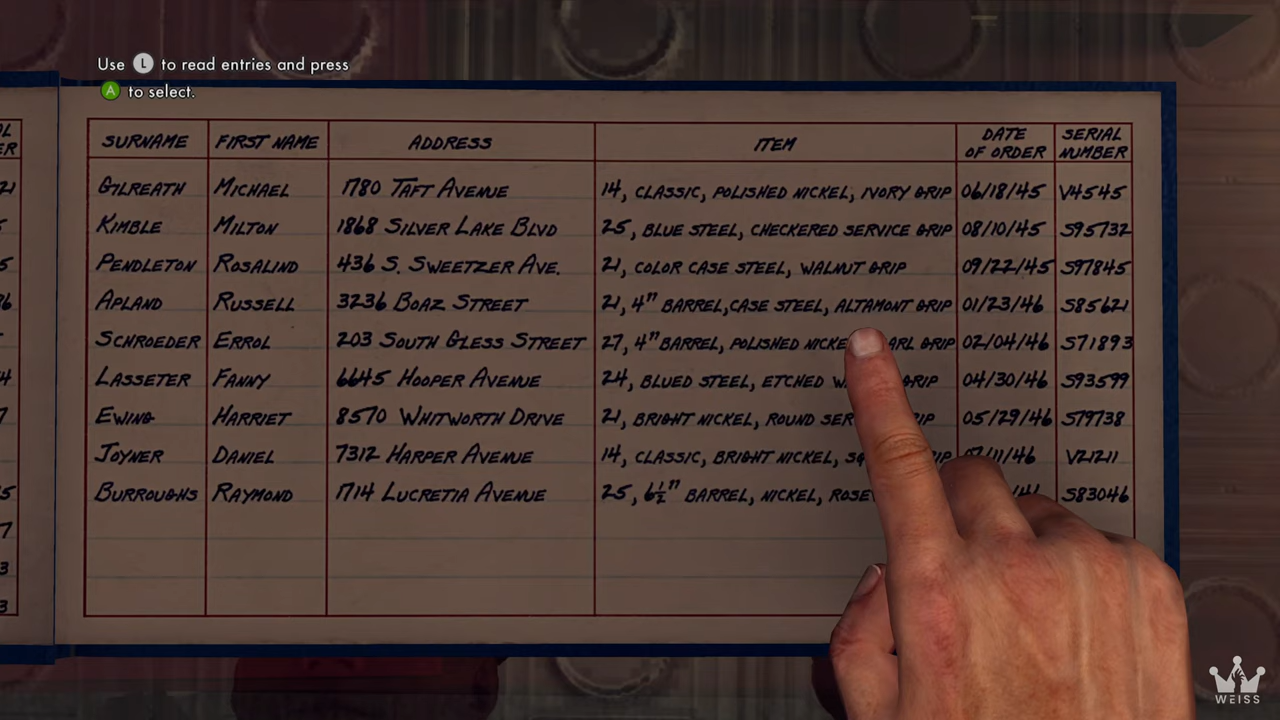 Use L to read entries and press
A to select.
SURNAME FIRST NAME ADDRESS ITEM DATE OF ORDER SERIAL NUMBER
GILREATH MICHAEL 1780 TAFT AVENUE 14, CLASSIC, POLISHED NICKEL, IVORY GRIP 06/18/45 V4545
KIMBLE MILTON 1868 SILVER LAKE BLVD 25, BLUE STEEL, CHECKERED SERVICE GRIP 08/10/45 S95732
PENDLETON ROSALIND 436 S. SWEETZER AVE. 21, COLOR CASE STEEL, WALNUT GRIP 09/22/45 S97845
APLAND RUSSELL 3236 BOAZ STREET 21, 4" BARREL, CASE STEEL, ALTAMONT GRIP 01/23/46 S85621
SCHROEDER ERROL 203 SOUTH GLESS STREET 27, 4" BARREL, POLISHED GRIP 02/04/46 S71893
LASSETER FANNY 6645 HOOPER AVENUE 24, BLUED STEEL, ETCHED GRIP 04/30/46 S93599
EWING HARRIET 8570 WHITWORTH DRIVE 21, BRIGHT NICKEL, ROUND 05/29/46 S79738
JOYNER DANIEL 7312 HARPER AVENUE 14, CLASSIC, BRIGHT NICKEL, V21211
BURROUGHS RAYMOND 1714 LUCRETIA AVENUE 25, 6½" BARREL, NICKEL, S83046
WEISS